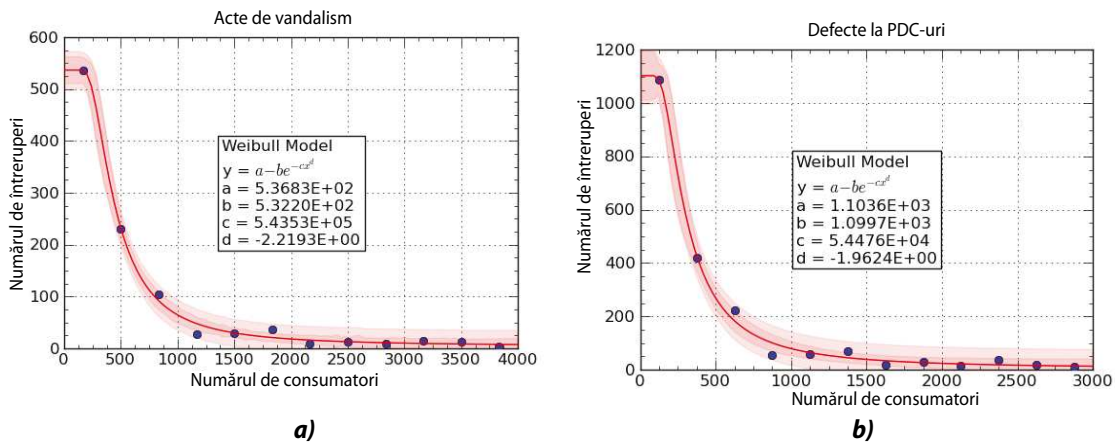 Acte de vandalism
600
500
400
300
200
100
0
0 500 1000 1500 2000 2500 3000 3500 4000
Numărul de întreruperi
Numărul de consumatori
Weibull Model
y = a−be^{−cx^d}
a = 5.3683E+02
b = 5.3220E+02
c = 5.4353E+05
d = -2.2193E+00
a)
Defecte la PDC-uri
1200
1000
800
600
400
200
0
0 500 1000 1500 2000 2500 3000
Numărul de întreruperi
Numărul de consumatori
Weibull Model
y = a−be^{−cx^d}
a = 1.1036E+03
b = 1.0997E+03
c = 5.4476E+04
d = -1.9624E+00
b)